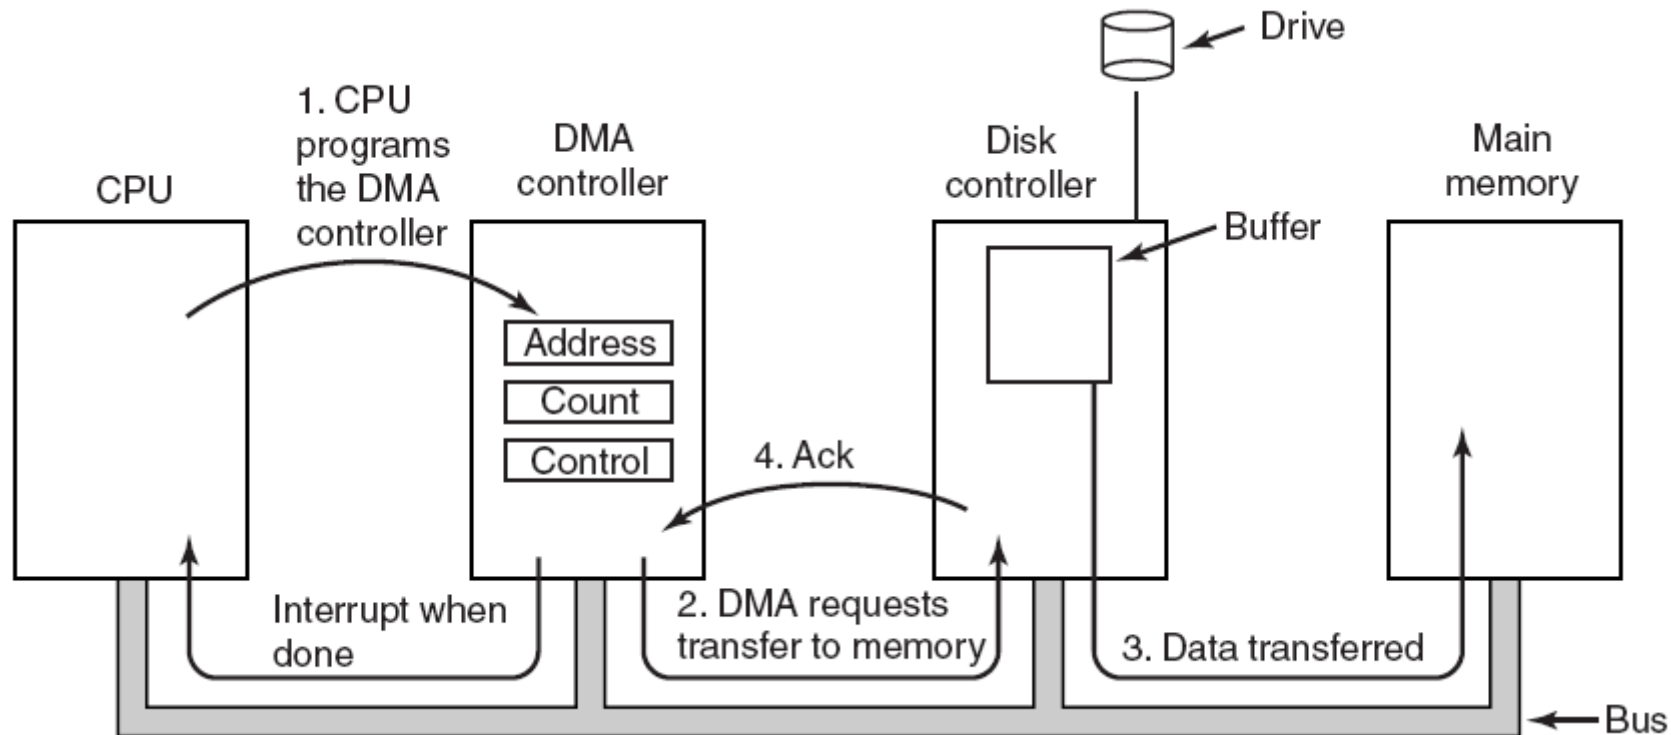 Drive
1. CPU
programs
the DMA
controller
CPU
DMA
controller
Disk
controller
Main
memory
Buffer
Address
Count
Control
4. Ack
Interrupt when
done
2. DMA requests
transfer to memory
3. Data transferred
Bus